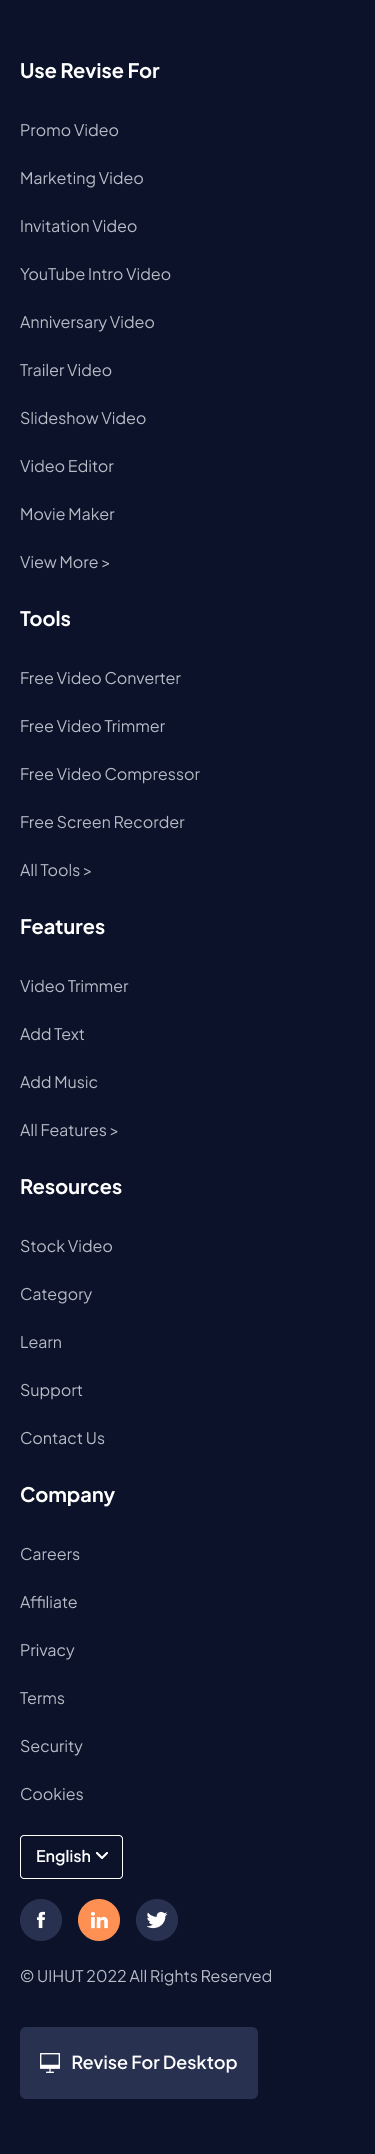 Use Revise For
Promo Video
Marketing Video
Invitation Video
YouTube Intro Video
Anniversary Video
Trailer Video
Slideshow Video
Video Editor
Movie Maker
View More >
Tools
Free Video Converter
Free Video Trimmer
Free Video Compressor
Free Screen Recorder
All Tools >
Features
Video Trimmer
Add Text
Add Music
All Features >
Resources
Stock Video
Category
Learn
Support
Contact Us
Company
Careers
Affiliate
Privacy
Terms
Security
Cookies
English
© UIHUT 2022 All Rights Reserved
Revise For Desktop